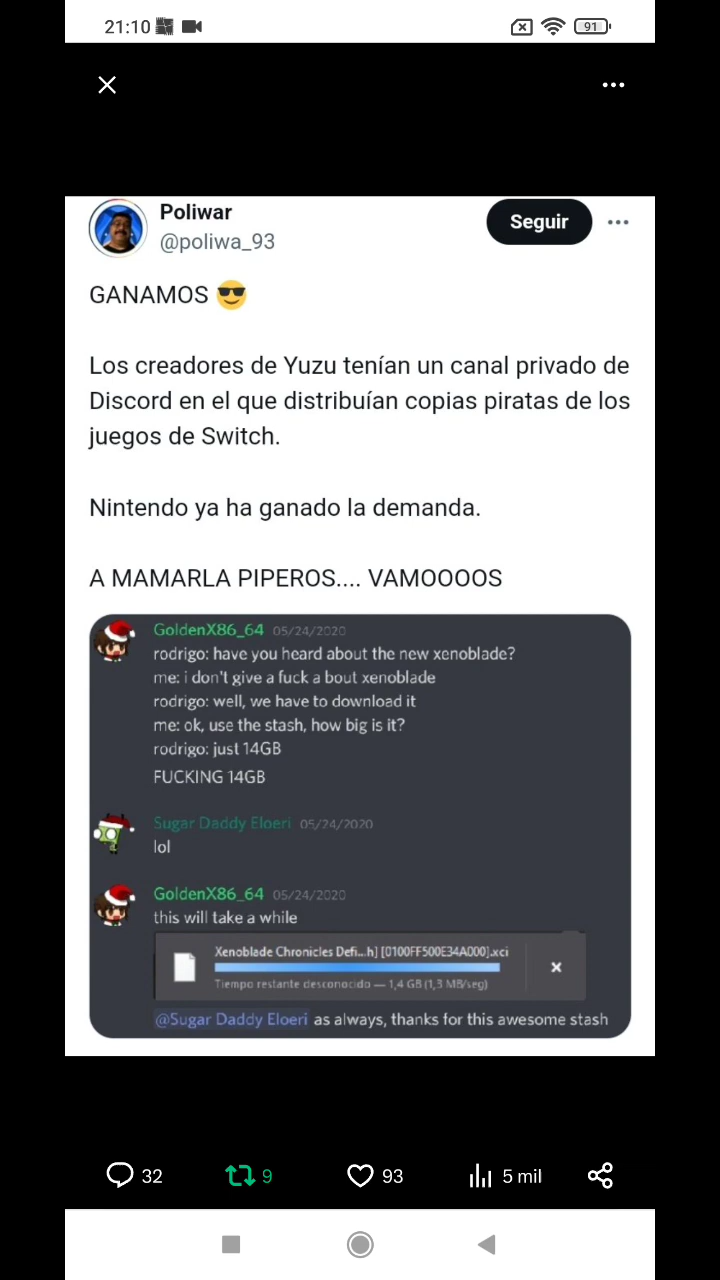 21:10
91
Poliwar
@poliwa_93
Seguir
GANAMOS 😎
Los creadores de Yuzu tenían un canal privado de
Discord en el que distribuían copias piratas de los
juegos de Switch.
Nintendo ya ha ganado la demanda.
A MAMARLA PIPEROS.... VAMOOOOS
GoldenX86_64 05/24/2020
rodrigo: have you heard about the new xenoblade?
me: i don't give a fuck a bout xenoblade
rodrigo: well, we have to download it
me: ok, use the stash, how big is it?
rodrigo: just 14GB
FUCKING 14GB
Sugar Daddy Eloeri 05/24/2020
lol
GoldenX86_64 05/24/2020
this will take a while
Xenoblade Chronicles Defi...h] [0100FF500E34A000].xci
Tiempo restante desconocido — 1,4 GB (1,3 MB/seg)
@Sugar Daddy Eloeri as always, thanks for this awesome stash
32
9
93
5 mil